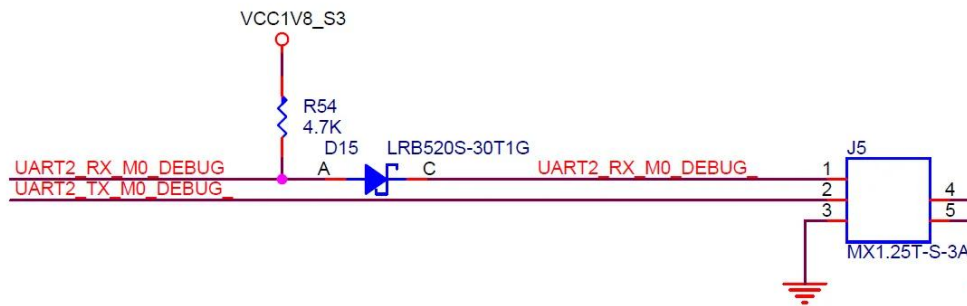 VCC1V8_S3
R54
4.7K
D15 LRB520S-30T1G
J5
UART2_RX_M0_DEBUG A C UART2_RX_M0_DEBUG_ 1
UART2_TX_M0_DEBUG_ 2 4
3 5
MX1.25T-S-3A